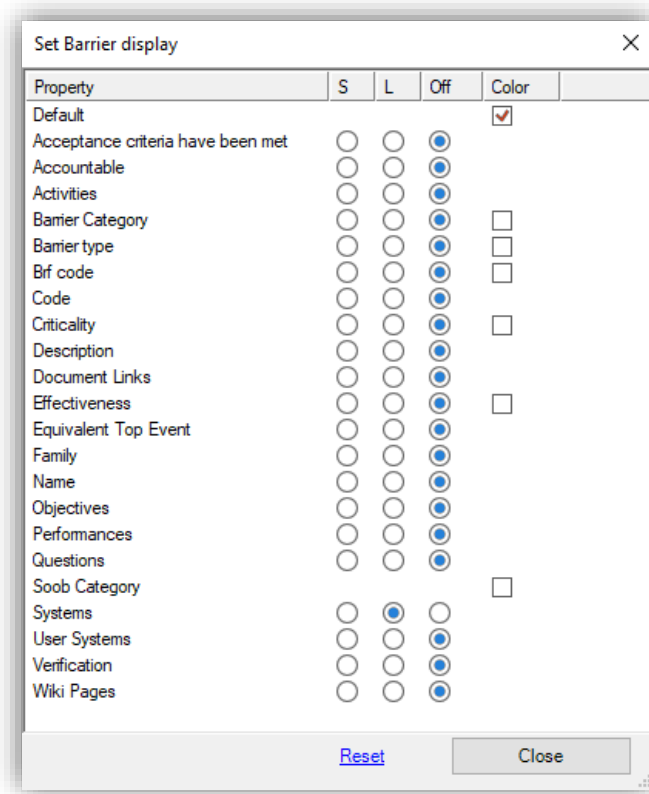 Set Barrier display
Property S L Off Color
Default
Acceptance criteria have been met
Accountable
Activities
Barrier Category
Barrier type
Brf code
Code
Criticality
Description
Document Links
Effectiveness
Equivalent Top Event
Family
Name
Objectives
Performances
Questions
Soob Category
Systems
User Systems
Verification
Wiki Pages
Reset Close